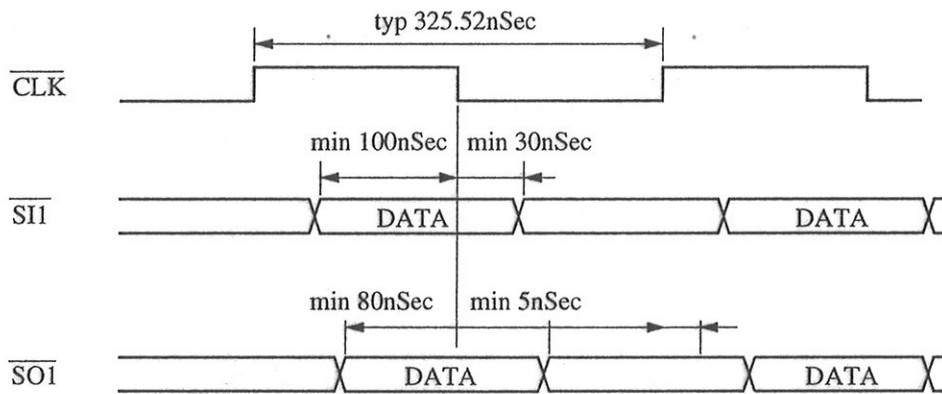 typ 325.52nSec
CLK
min 100nSec min 30nSec
SI1
DATA DATA
min 80nSec min 5nSec
SO1
DATA DATA